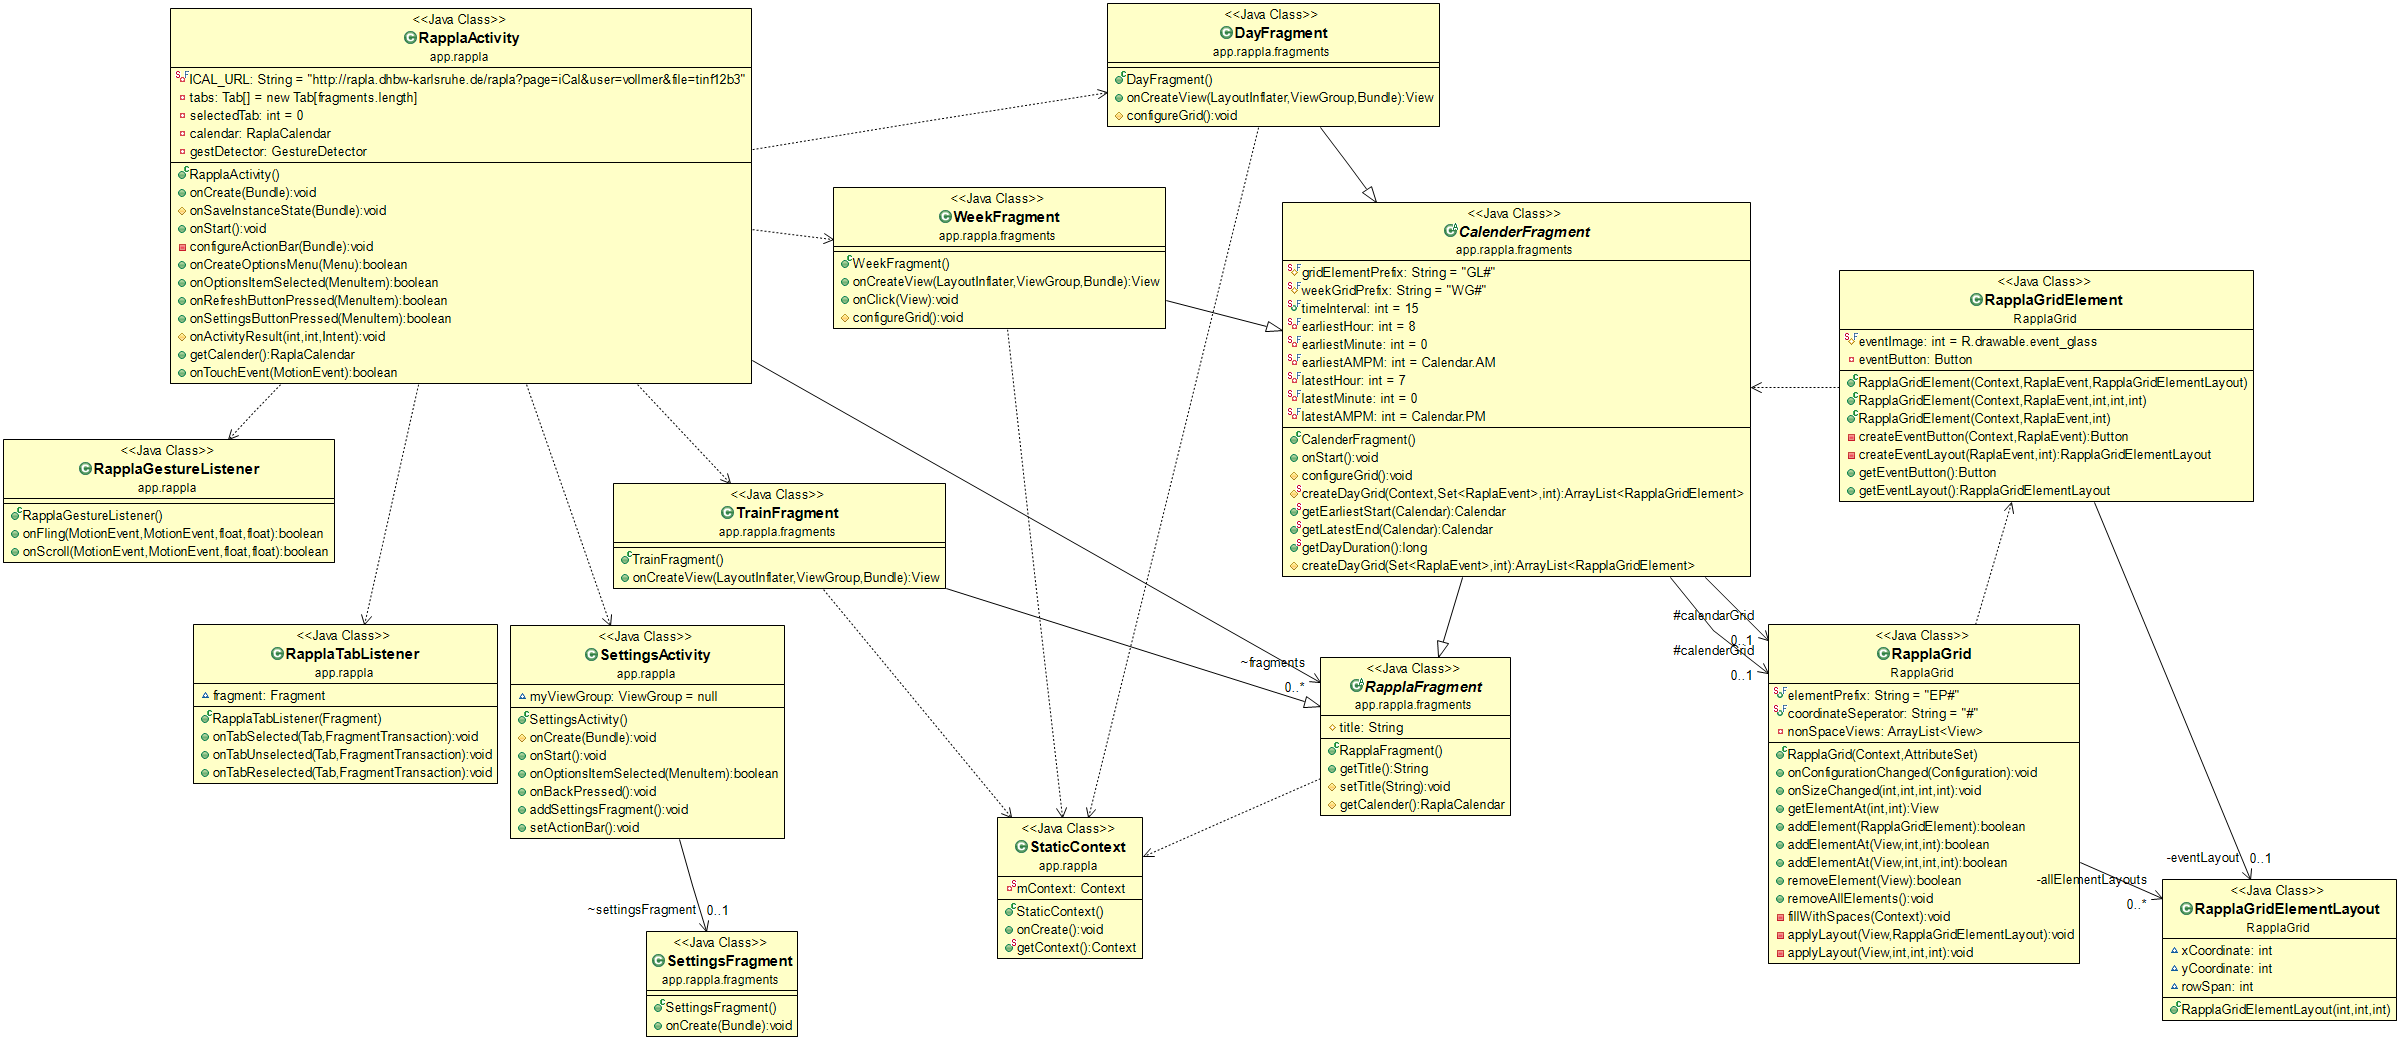 <<Java Class>>
RapplaActivity
app.rappla
ICAL_URL: String = "http://rapla.dhbw-karlsruhe.de/rapla?page=iCal&user=vollmer&file=tinf12b3"
tabs: Tab[] = new Tab[fragments.length]
selectedTab: int = 0
calendar: RaplaCalendar
gestDetector: GestureDetector
RapplaActivity()
onCreate(Bundle):void
onSaveInstanceState(Bundle):void
onStart():void
configureActionBar(Bundle):void
onCreateOptionsMenu(Menu):boolean
onOptionsItemSelected(MenuItem):boolean
onRefreshButtonPressed(MenuItem):boolean
onSettingsButtonPressed(MenuItem):boolean
onActivityResult(int,int,Intent):void
getCalender():RaplaCalendar
onTouchEvent(MotionEvent):boolean
<<Java Class>>
DayFragment
app.rappla.fragments
DayFragment()
onCreateView(LayoutInflater,ViewGroup,Bundle):View
configureGrid():void
<<Java Class>>
WeekFragment
app.rappla.fragments
WeekFragment()
onCreateView(LayoutInflater,ViewGroup,Bundle):View
onClick(View):void
configureGrid():void
<<Java Class>>
CalenderFragment
app.rappla.fragments
gridElementPrefix: String = "GL#"
weekGridPrefix: String = "WG#"
timeInterval: int = 15
earliestHour: int = 8
earliestMinute: int = 0
earliestAMPM: int = Calendar.AM
latestHour: int = 7
latestMinute: int = 0
latestAMPM: int = Calendar.PM
CalenderFragment()
onStart():void
configureGrid():void
createDayGrid(Context,Set<RaplaEvent>,int):ArrayList<RapplaGridElement>
getEarliestStart(Calendar):Calendar
getLatestEnd(Calendar):Calendar
getDayDuration():long
createDayGrid(Set<RaplaEvent>,int):ArrayList<RapplaGridElement>
<<Java Class>>
RapplaGridElement
RapplaGrid
eventImage: int = R.drawable.event_glass
eventButton: Button
RapplaGridElement(Context,RaplaEvent,RapplaGridElementLayout)
RapplaGridElement(Context,RaplaEvent,int,int,int)
RapplaGridElement(Context,RaplaEvent,int)
createEventButton(Context,RaplaEvent):Button
createEventLayout(RaplaEvent,int):RapplaGridElementLayout
getEventButton():Button
getEventLayout():RapplaGridElementLayout
<<Java Class>>
RapplaGestureListener
app.rappla
RapplaGestureListener()
onFling(MotionEvent,MotionEvent,float,float):boolean
onScroll(MotionEvent,MotionEvent,float,float):boolean
<<Java Class>>
TrainFragment
app.rappla.fragments
TrainFragment()
onCreateView(LayoutInflater,ViewGroup,Bundle):View
<<Java Class>>
RapplaTabListener
app.rappla
fragment: Fragment
RapplaTabListener(Fragment)
onTabSelected(Tab,FragmentTransaction):void
onTabUnselected(Tab,FragmentTransaction):void
onTabReselected(Tab,FragmentTransaction):void
<<Java Class>>
SettingsActivity
app.rappla
myViewGroup: ViewGroup = null
SettingsActivity()
onCreate(Bundle):void
onStart():void
onOptionsItemSelected(MenuItem):boolean
onBackPressed():void
addSettingsFragment():void
setActionBar():void
~fragments
0..*
<<Java Class>>
RapplaFragment
app.rappla.fragments
title: String
RapplaFragment()
getTitle():String
setTitle(String):void
getCalender():RaplaCalendar
#calendarGrid
0..1
#calenderGrid
0..1
<<Java Class>>
RapplaGrid
RapplaGrid
elementPrefix: String = "EP#"
coordinateSeperator: String = "#"
nonSpaceViews: ArrayList<View>
RapplaGrid(Context,AttributeSet)
onConfigurationChanged(Configuration):void
onSizeChanged(int,int,int,int):void
getElementAt(int,int):View
addElement(RapplaGridElement):boolean
addElementAt(View,int,int):boolean
addElementAt(View,int,int,int):boolean
removeElement(View):boolean
removeAllElements():void
fillWithSpaces(Context):void
applyLayout(View,RapplaGridElementLayout):void
applyLayout(View,int,int,int):void
<<Java Class>>
StaticContext
app.rappla
mContext: Context
StaticContext()
onCreate():void
getContext():Context
~settingsFragment
0..1
<<Java Class>>
SettingsFragment
app.rappla.fragments
SettingsFragment()
onCreate(Bundle):void
-eventLayout
0..1
-allElementLayouts
0..*
<<Java Class>>
RapplaGridElementLayout
RapplaGrid
xCoordinate: int
yCoordinate: int
rowSpan: int
RapplaGridElementLayout(int,int,int)